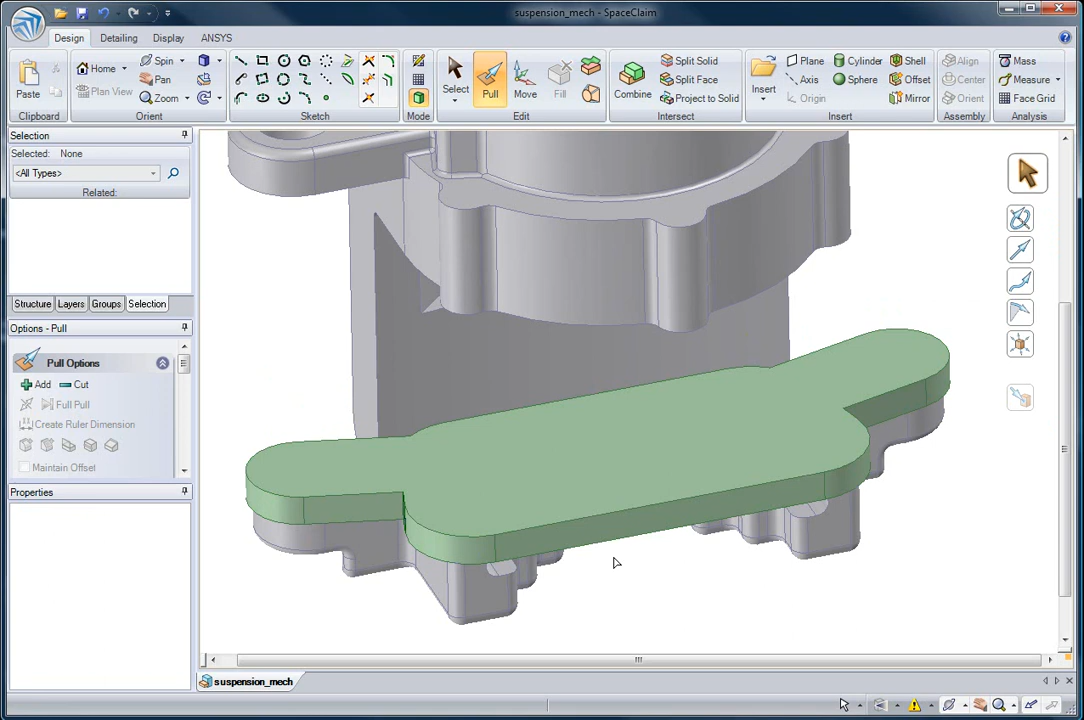 suspension_mech - SpaceClaim
Design Detailing Display ANSYS
Paste
Clipboard
Home Spin
Plan View Pan
Zoom
Orient
Sketch
Mode
Select Pull Move Fill
Edit
Combine
Split Solid
Split Face
Project to Solid
Intersect
Insert
Plane Cylinder Shell
Axis Sphere Offset
Origin Mirror
Insert
Align
Center
Orient
Assembly
Mass
Measure
Face Grid
Analysis
Selection
Selected: None
<All Types>
Related:
Structure Layers Groups Selection
Options - Pull
Pull Options
Add Cut
Full Pull
Create Ruler Dimension
Maintain Offset
Properties
suspension_mech